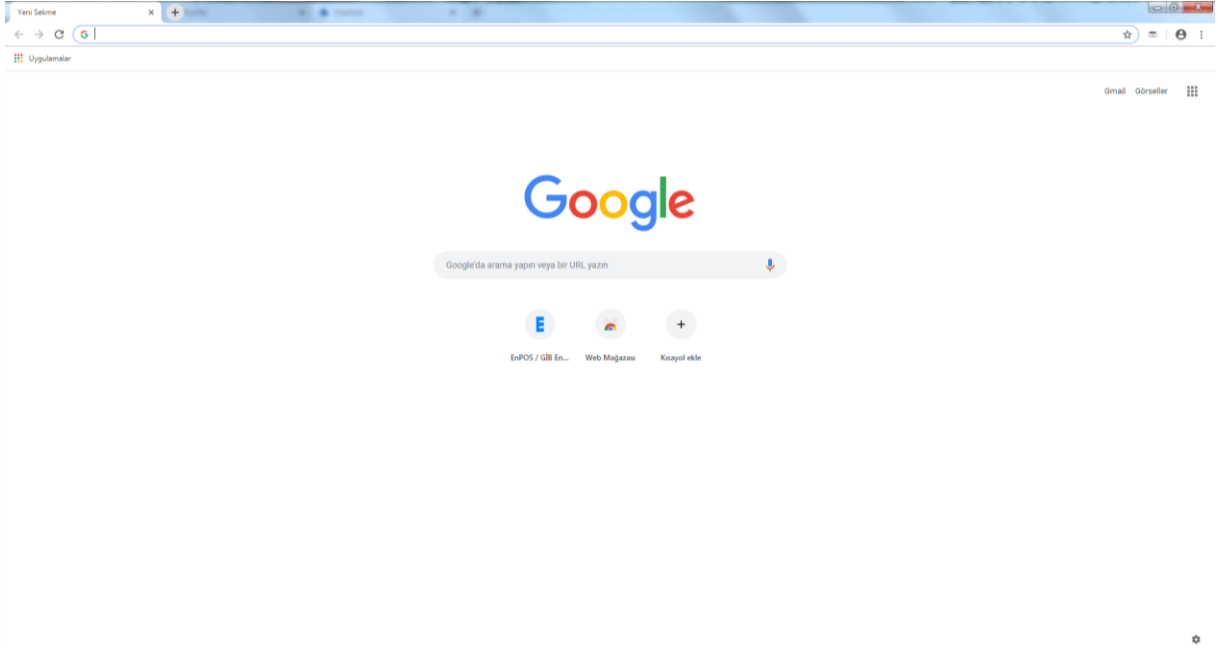 Yeni Sekme
Uygulamalar
Gmail Görseller
Google
Google'da arama yapın veya bir URL yazın
EnPOS / GİB En... Web Mağazası Kısayol ekle